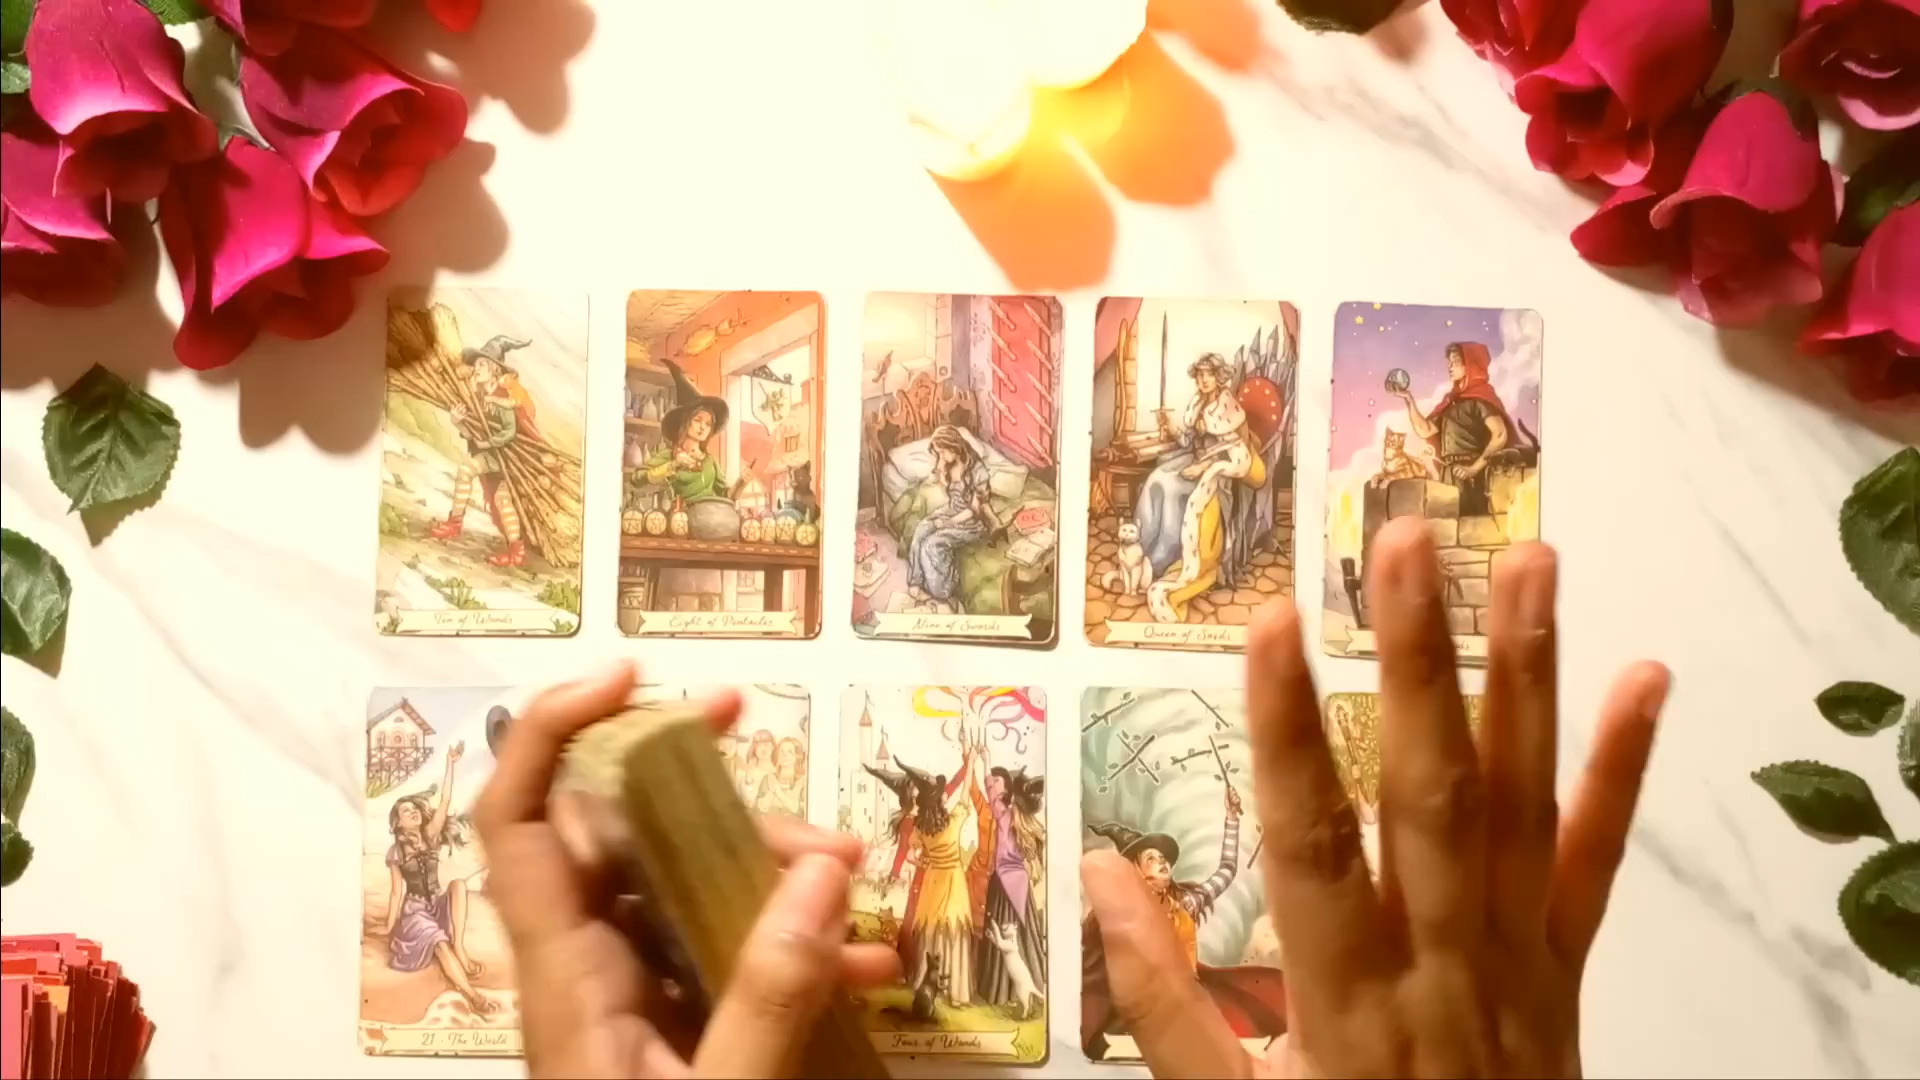 Ten of Wands
Eight of Pentacles
Nine of Swords
Queen of Swords
21 - The World
Four of Wands